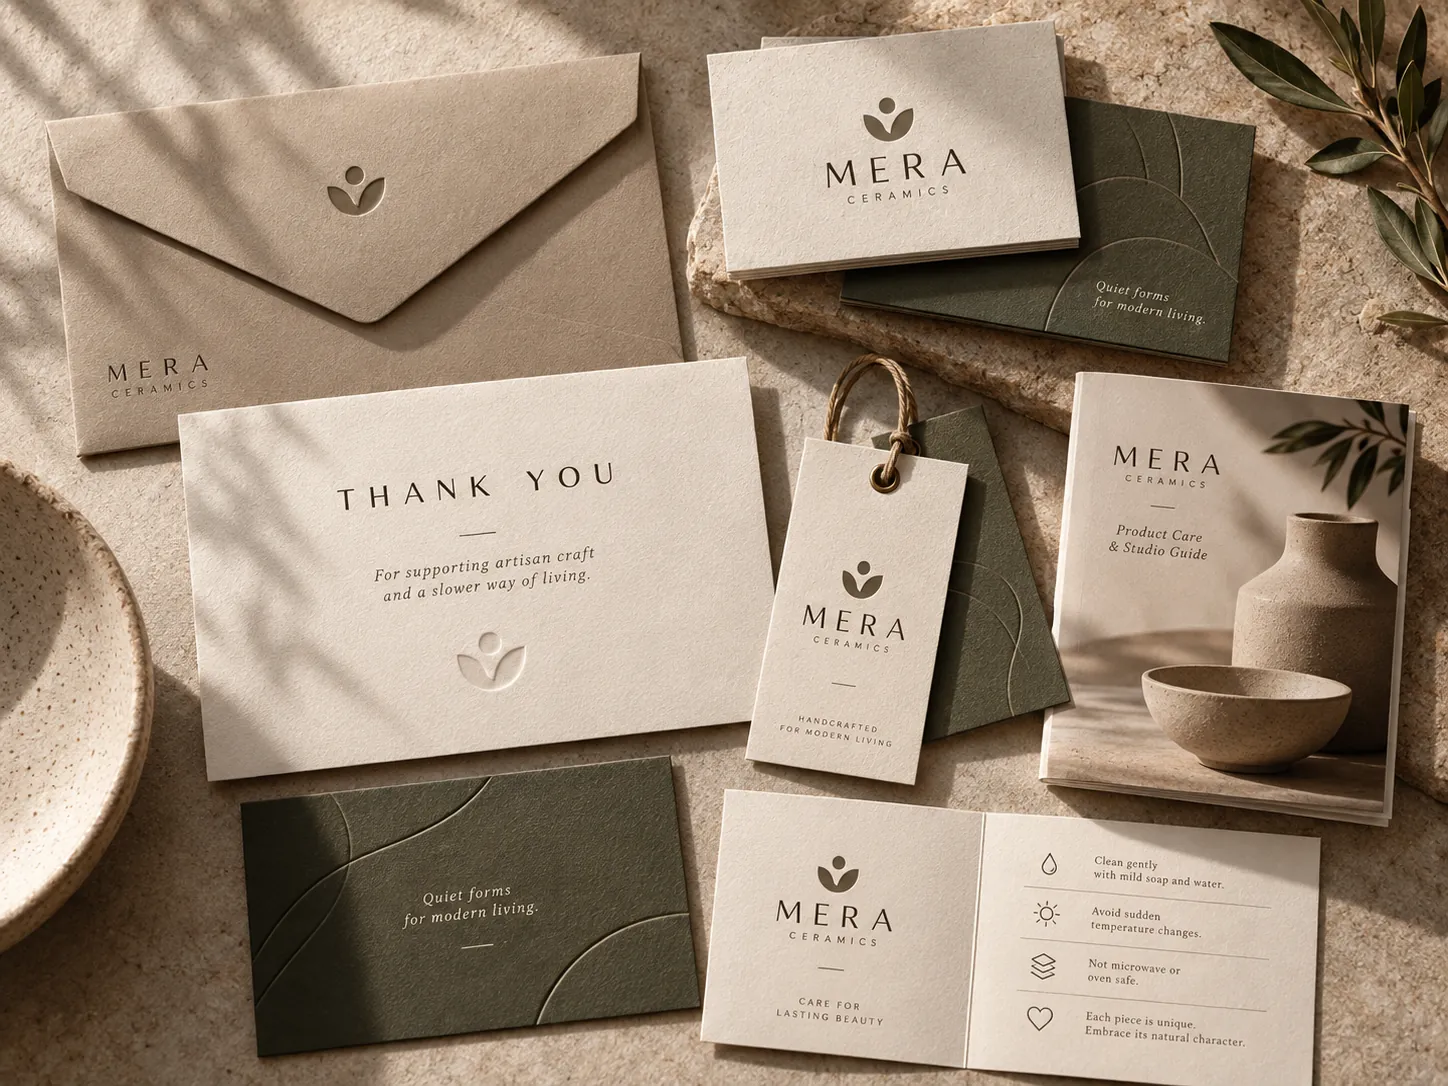 MERA
CERAMICS
MERA
CERAMICS
Quiet forms
for modern living.
THANK YOU
For supporting artisan craft
and a slower way of living.
MERA
CERAMICS
HANDCRAFTED
FOR MODERN LIVING
MERA
CERAMICS
Product Care
& Studio Guide
Quiet forms
for modern living.
MERA
CERAMICS
CARE FOR
LASTING BEAUTY
Clean gently
with mild soap and water.
Avoid sudden
temperature changes.
Not microwave or
oven safe.
Each piece is unique.
Embrace its natural character.